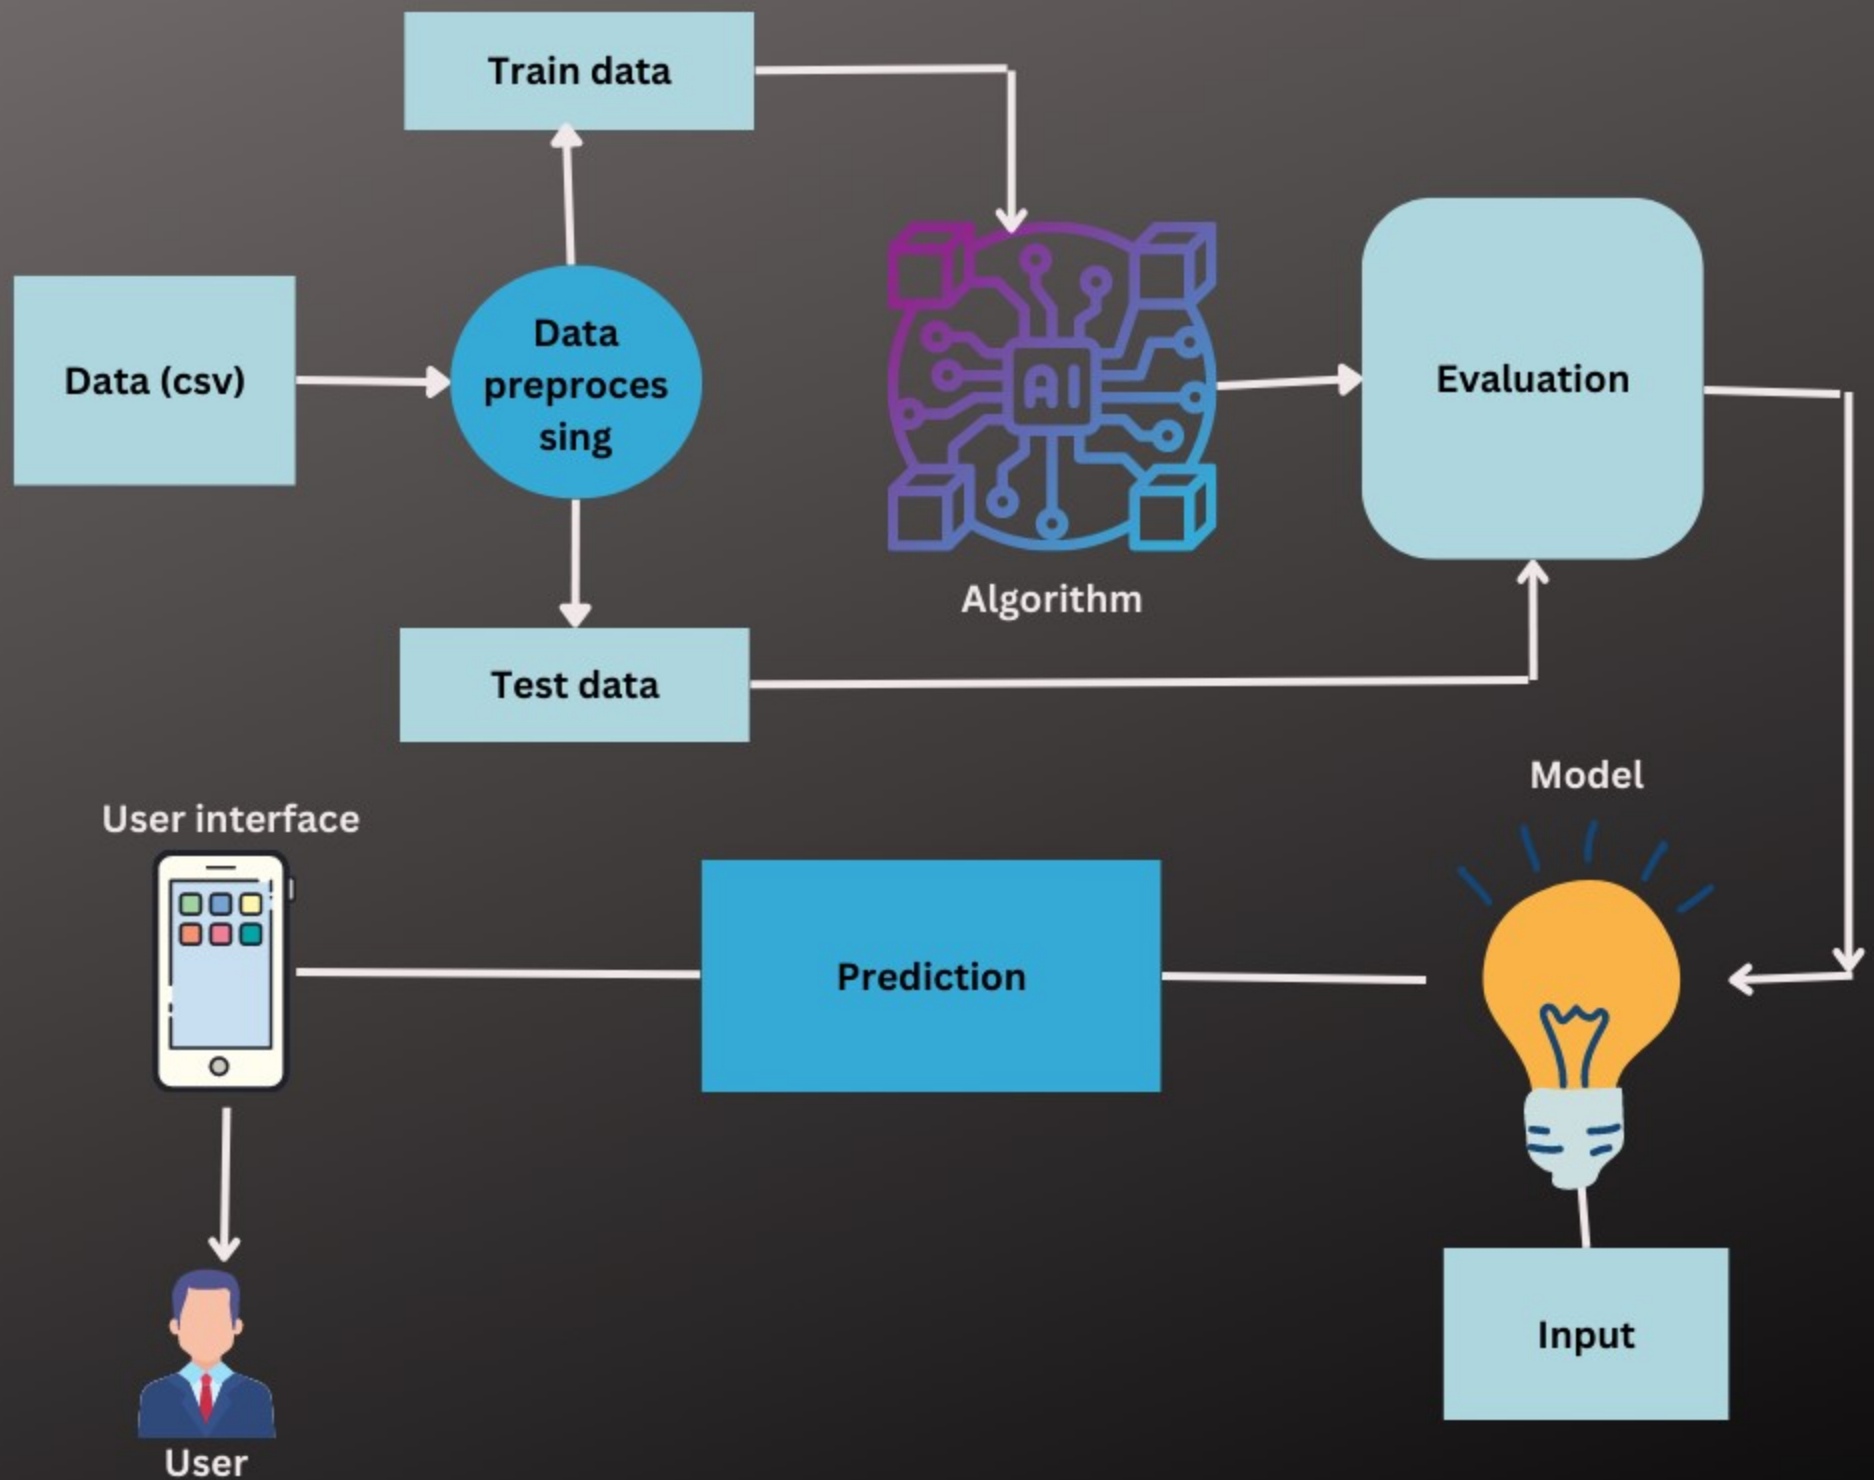 Train data
Data (csv)
Data
preproces
sing
AI
Evaluation
Algorithm
Test data
Model
User interface
Prediction
Input
User